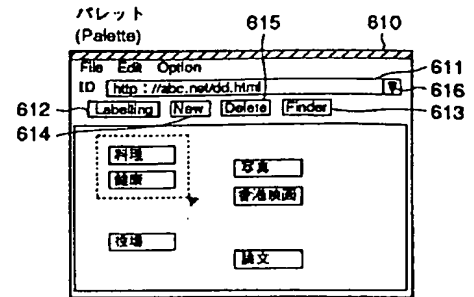 パレット
(Palette)
615
610
File Edit Option
611
ID http://abc.net/dd.html
616
612 Labelling New Delete Finder
614
613
料理
健康
写真
香港映画
役場
論文